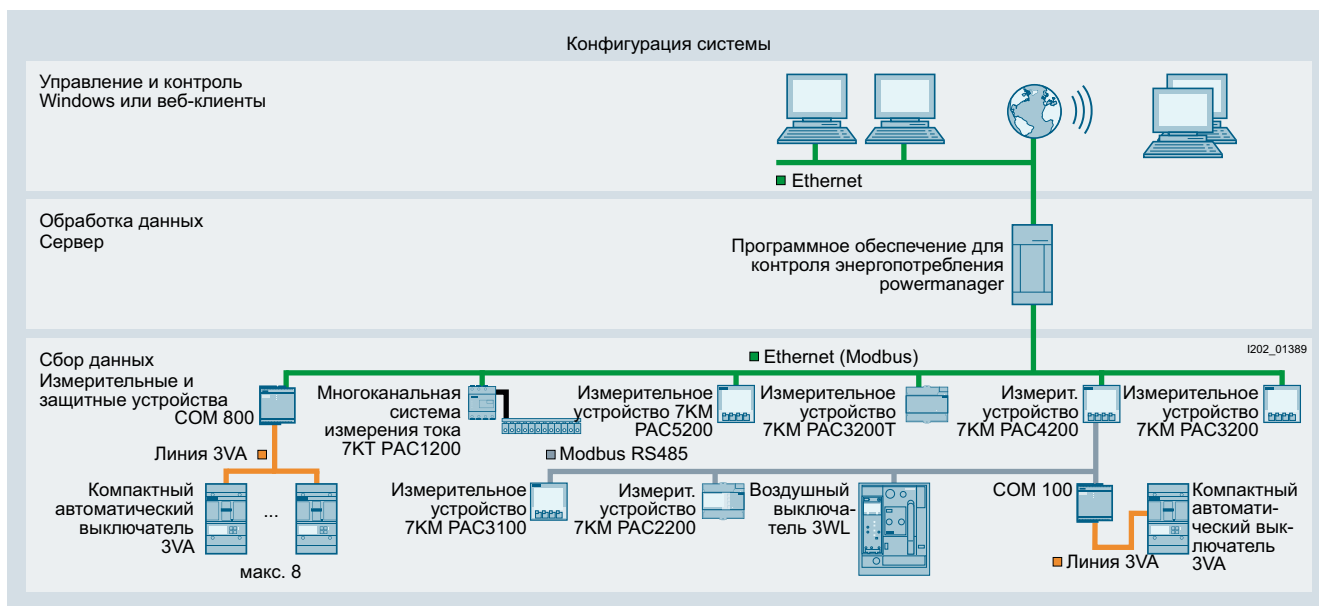 Конфигурация системы
Управление и контроль
Windows или веб-клиенты
Ethernet
Обработка данных
Сервер
Программное обеспечение для
контроля энергопотребления
powermanager
Сбор данных
Измерительные и
защитные устройства
COM 800
Ethernet (Modbus)
I202_01389
Многоканальная
система
измерения тока
7KT PAC1200
Измерительное
устройство 7KM
PAC5200
Измерительное
устройство
7KM PAC3200T
Измерит.
устройство
7KM PAC4200
Измерительное
устройство
7KM PAC3200
Линия 3VA
Modbus RS485
Компактный
автоматический
выключатель
3VA
...
макс. 8
Измерительное
устройство
7KM PAC3100
Измерит.
устройство
7KM PAC2200
Воздушный
выключа-
тель 3WL
COM 100
Компактный
автомати-
ческий вык-
лючатель
3VA
Линия 3VA